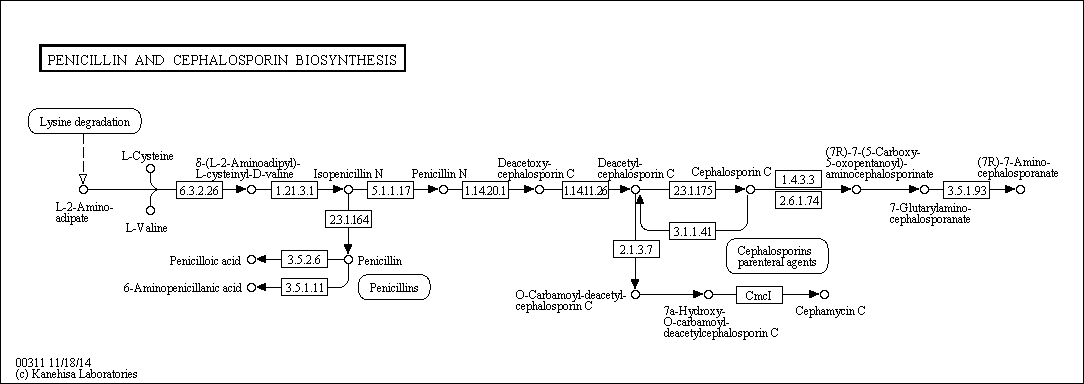 PENICILLIN AND CEPHALOSPORIN BIOSYNTHESIS
Lysine degradation
L-Cysteine
L-2-Amino-
adipate
L-Valine
6.3.2.26
δ-(L-2-Aminoadipyl)-
L-cysteinyl-D-valine
1.21.3.1
Isopenicillin N
5.1.1.17
Penicillin N
1.14.20.1
Deacetoxy-
cephalosporin C
1.14.11.26
Deacetyl-
cephalosporin C
2.3.1.175
Cephalosporin C
1.4.3.3
2.6.1.74
(7R)-7-(5-Carboxy-
5-oxopentanoyl)-
aminocephalosporinate
7-Glutarylamino-
cephalosporanate
3.5.1.93
(7R)-7-Amino-
cephalosporanate
2.3.1.164
3.1.1.41
2.1.3.7
Cephalosporins
parenteral agents
Penicilloic acid
3.5.2.6
Penicillin
6-Aminopenicillanic acid
3.5.1.11
Penicillins
O-Carbamoyl-deacetyl-
cephalosporin C
7a-Hydroxy-
O-carbamoyl-
deacetylcephalosporin C
CmcI
Cephamycin C
00311 11/18/14
(c) Kanehisa Laboratories